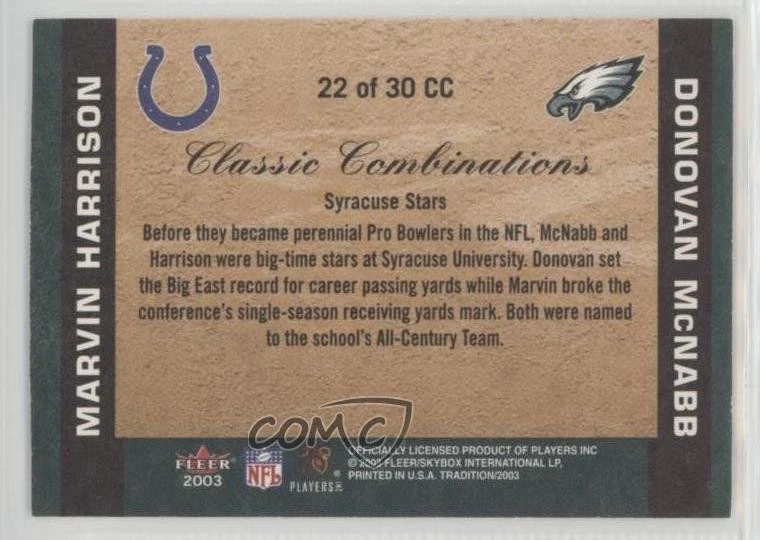 22 of 30 CC
Classic Combinations
Syracuse Stars
Before they became perennial Pro Bowlers in the NFL, McNabb and
Harrison were big-time stars at Syracuse University. Donovan set
the Big East record for career passing yards while Marvin broke the
conference's single-season receiving yards mark. Both were named
to the school's All-Century Team.
MARVIN HARRISON
DONOVAN McNABB
COMC
FLEER
2003
NFL
PLAYERS INC
OFFICIALLY LICENSED PRODUCT OF PLAYERS INC
© 2003 FLEER/SKYBOX INTERNATIONAL LP,
PRINTED IN U.S.A. TRADITION/2003